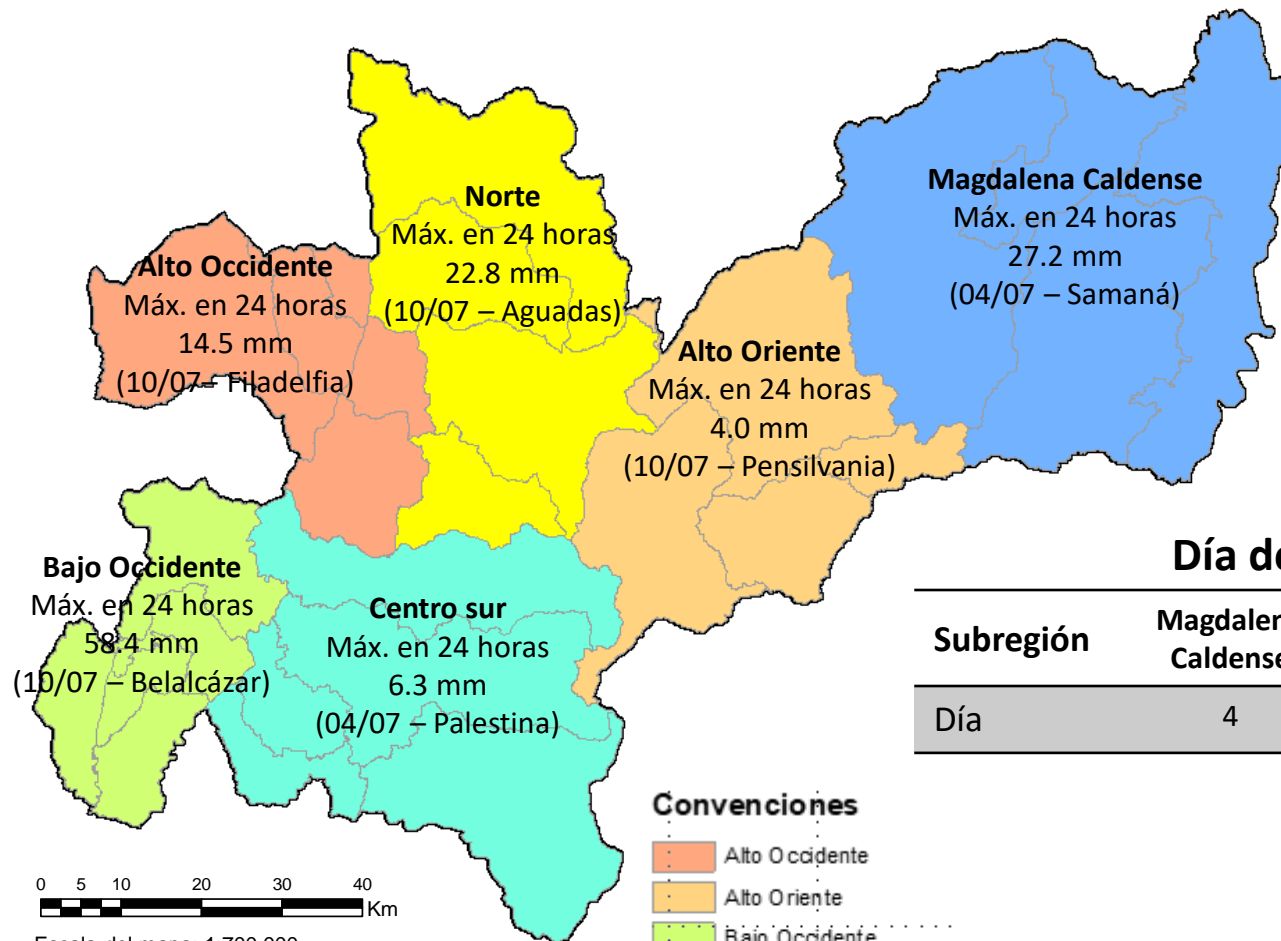 Norte
Máx. en 24 horas
22.8 mm
(10/07 – Aguadas)
Magdalena Caldense
Máx. en 24 horas
27.2 mm
(04/07 – Samaná)
Alto Occidente
Máx. en 24 horas
14.5 mm
(10/07– Filadelfia)
Alto Oriente
Máx. en 24 horas
4.0 mm
(10/07 – Pensilvania)
Bajo Occidente
Máx. en 24 horas
58.4 mm
(10/07 – Belalcázar)
Centro sur
Máx. en 24 horas
6.3 mm
(04/07 – Palestina)
Día
Subregión
Día 4
Convenciones
Alto Occidente
Alto Oriente
Bajo Occidente
0 5 10 20 30 40
Km